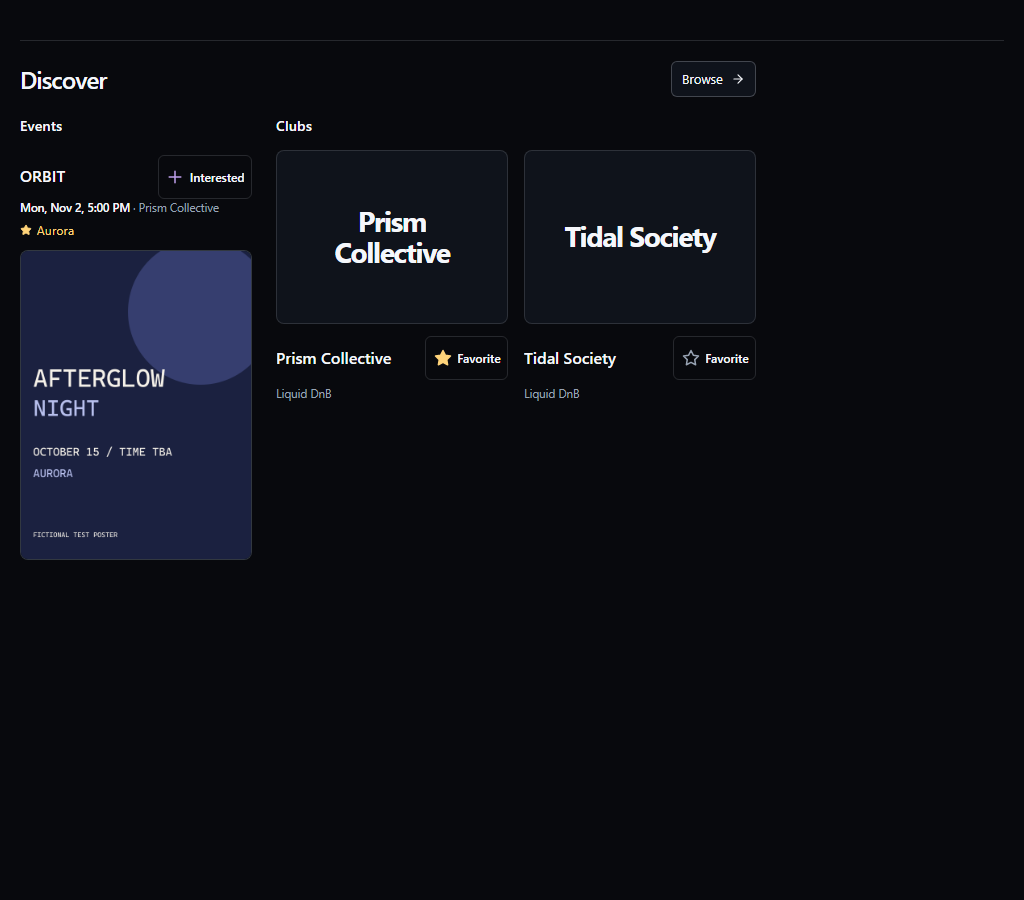 Discover
Browse
Events
Clubs
ORBIT
Interested
Mon, Nov 2, 5:00 PM · Prism Collective
Aurora
AFTERGLOW
NIGHT
OCTOBER 15 / TIME TBA
AURORA
FICTIONAL TEST POSTER
Prism
Collective
Prism Collective
Favorite
Liquid DnB
Tidal Society
Tidal Society
Favorite
Liquid DnB